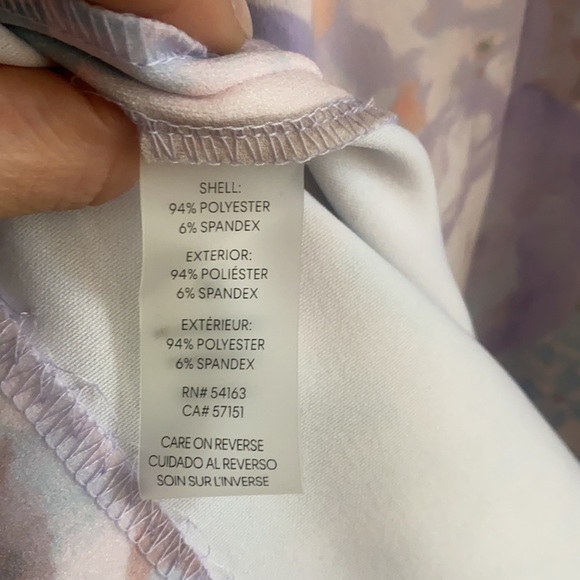 SHELL:
94% POLYESTER
6% SPANDEX
EXTERIOR:
94% POLIÉSTER
6% SPANDEX
EXTÉRIEUR:
94% POLYESTER
6% SPANDEX
RN# 54163
CA# 57151
CARE ON REVERSE
CUIDADO AL REVERSO
SOIN SUR L'INVERSE